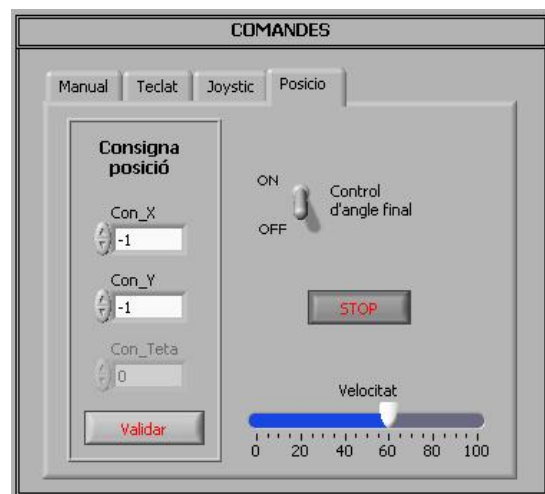 COMANDES
Manual Teclat Joystic Posicio
Consigna
posició
Con_X
-1
Con_Y
-1
Con_Teta
0
Validar
ON
OFF
Control
d'angle final
STOP
Velocitat
0 20 40 60 80 100